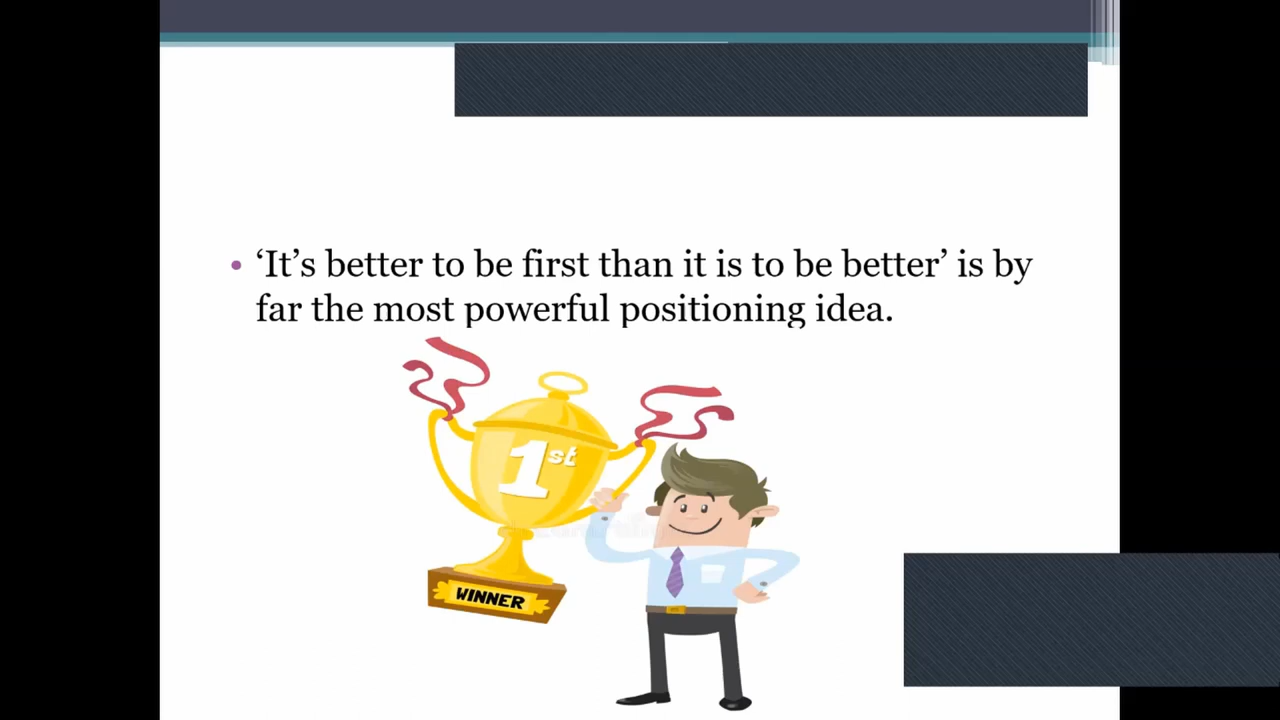 • ‘It’s better to be first than it is to be better’ is by
far the most powerful positioning idea.
1st
WINNER